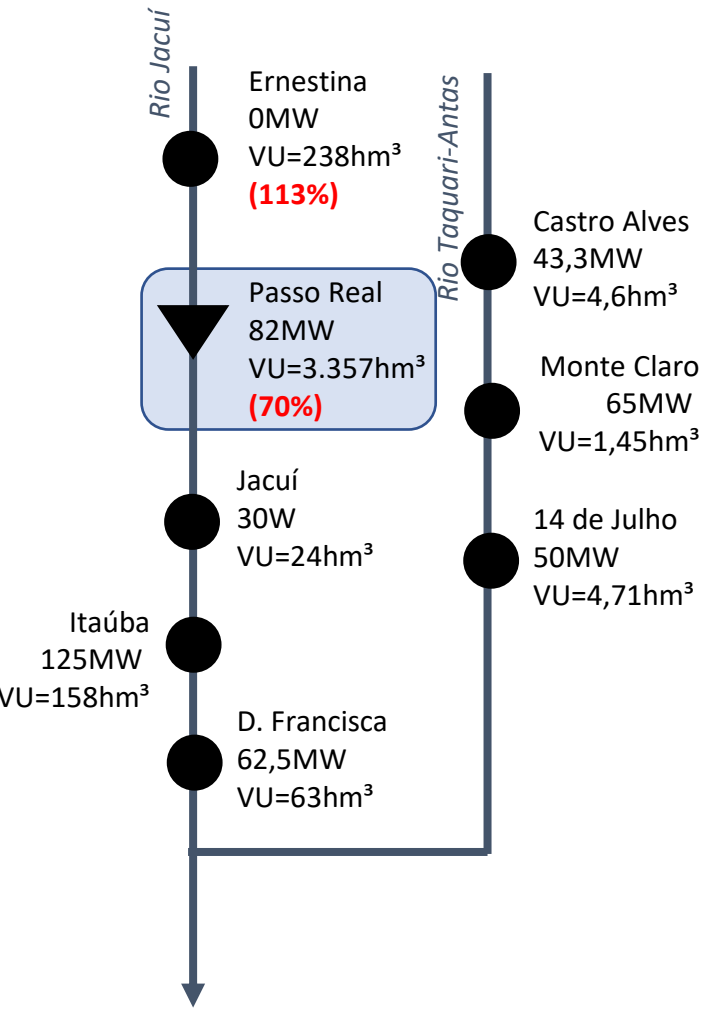 Rio Jacuí
Ernestina
0MW
VU=238hm³
(113%)
Passo Real
82MW
VU=3.357hm³
(70%)
Jacuí
30W
VU=24hm³
Itaúba
125MW
VU=158hm³
D. Francisca
62,5MW
VU=63hm³
Rio Taquari-Antas
Castro Alves
43,3MW
VU=4,6hm³
Monte Claro
65MW
VU=1,45hm³
14 de Julho
50MW
VU=4,71hm³